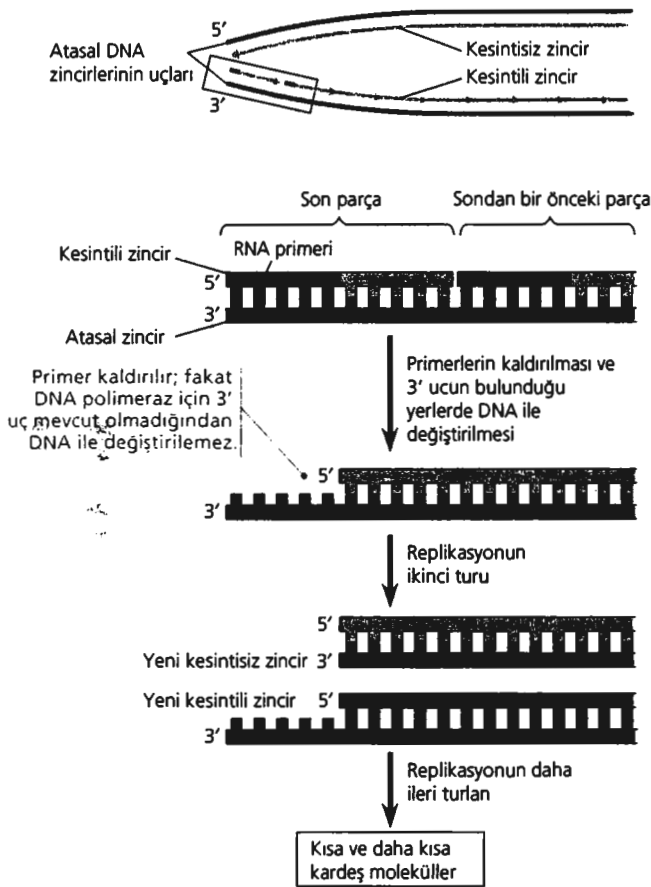 Atasal DNA
zincirlerinin uçları
5′
3′
Kesintisiz zincir
Kesintili zincir
Son parça
Sondan bir önceki parça
Kesintili zincir
RNA primeri
5′
3′
Atasal zincir
Primer kaldırılır; fakat
DNA polimeraz için 3′
uç mevcut olmadığından
DNA ile değiştirilemez.
Primerlerin kaldırılması ve
3′ ucun bulunduğu
yerlerde DNA ile
değiştirilmesi
5′
3′
Replikasyonun
ikinci turu
5′
Yeni kesintisiz zincir 3′
Yeni kesintili zincir 5′
3′
Replikasyonun daha
ileri turları
Kısa ve daha kısa
kardeş moleküller